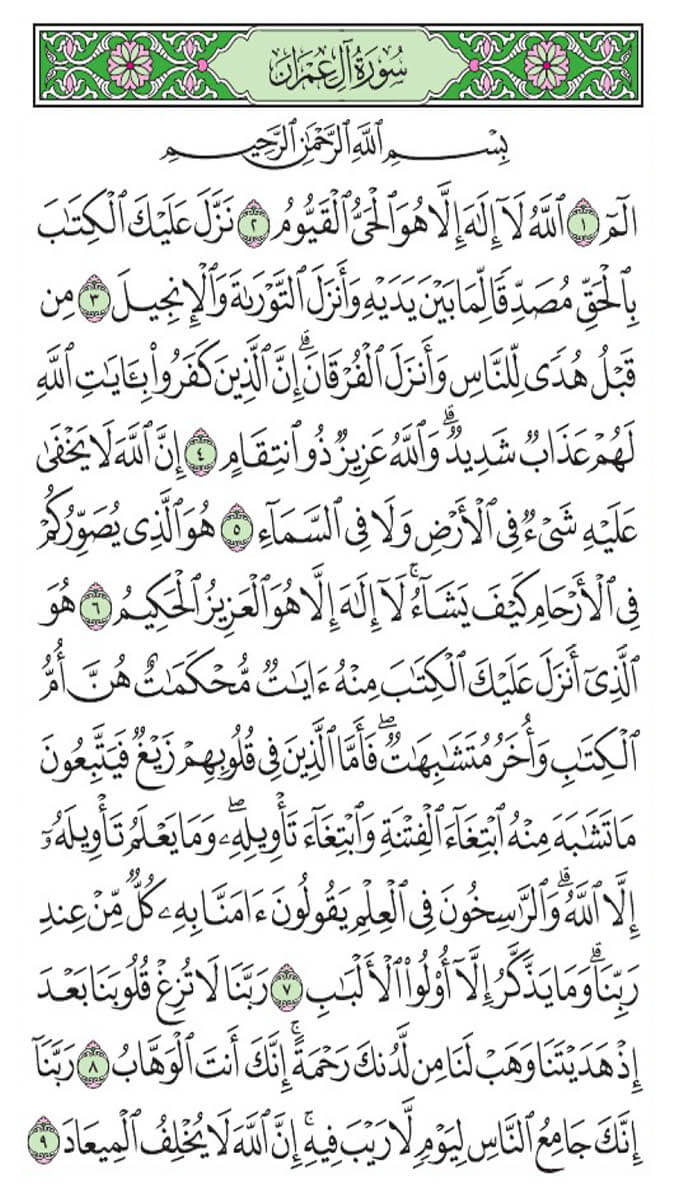 سُورَةُ آلِ عِمْرَانَ
بِسْمِ ٱللَّهِ ٱلرَّحْمَٰنِ ٱلرَّحِيمِ
الٓمٓ ١ ٱللَّهُ لَآ إِلَٰهَ إِلَّا هُوَ ٱلْحَىُّ ٱلْقَيُّومُ ٢ نَزَّلَ عَلَيْكَ ٱلْكِتَٰبَ
بِٱلْحَقِّ مُصَدِّقًا لِّمَا بَيْنَ يَدَيْهِ وَأَنزَلَ ٱلتَّوْرَىٰةَ وَٱلْإِنجِيلَ ٣ مِن
قَبْلُ هُدًى لِّلنَّاسِ وَأَنزَلَ ٱلْفُرْقَانَ ۗ إِنَّ ٱلَّذِينَ كَفَرُوا۟ بِـَٔايَٰتِ ٱللَّهِ
لَهُمْ عَذَابٌ شَدِيدٌ ۗ وَٱللَّهُ عَزِيزٌ ذُو ٱنتِقَامٍ ٤ إِنَّ ٱللَّهَ لَا يَخْفَىٰ
عَلَيْهِ شَىْءٌ فِى ٱلْأَرْضِ وَلَا فِى ٱلسَّمَآءِ ٥ هُوَ ٱلَّذِى يُصَوِّرُكُمْ
فِى ٱلْأَرْحَامِ كَيْفَ يَشَآءُ ۚ لَآ إِلَٰهَ إِلَّا هُوَ ٱلْعَزِيزُ ٱلْحَكِيمُ ٦ هُوَ
ٱلَّذِىٓ أَنزَلَ عَلَيْكَ ٱلْكِتَٰبَ مِنْهُ ءَايَٰتٌ مُّحْكَمَٰتٌ هُنَّ أُمُّ
ٱلْكِتَٰبِ وَأُخَرُ مُتَشَٰبِهَٰتٌ ۖ فَأَمَّا ٱلَّذِينَ فِى قُلُوبِهِمْ زَيْغٌ فَيَتَّبِعُونَ
مَا تَشَٰبَهَ مِنْهُ ٱبْتِغَآءَ ٱلْفِتْنَةِ وَٱبْتِغَآءَ تَأْوِيلِهِۦ ۖ وَمَا يَعْلَمُ تَأْوِيلَهُۥٓ
إِلَّا ٱللَّهُ ۗ وَٱلرَّٰسِخُونَ فِى ٱلْعِلْمِ يَقُولُونَ ءَامَنَّا بِهِۦ كُلٌّ مِّنْ عِندِ
رَبِّنَا ۗ وَمَا يَذَّكَّرُ إِلَّآ أُو۟لُوا۟ ٱلْأَلْبَٰبِ ٧ رَبَّنَا لَا تُزِغْ قُلُوبَنَا بَعْدَ
إِذْ هَدَيْتَنَا وَهَبْ لَنَا مِن لَّدُنكَ رَحْمَةً ۚ إِنَّكَ أَنتَ ٱلْوَهَّابُ ٨ رَبَّنَآ
إِنَّكَ جَامِعُ ٱلنَّاسِ لِيَوْمٍ لَّا رَيْبَ فِيهِ ۚ إِنَّ ٱللَّهَ لَا يُخْلِفُ ٱلْمِيعَادَ ٩